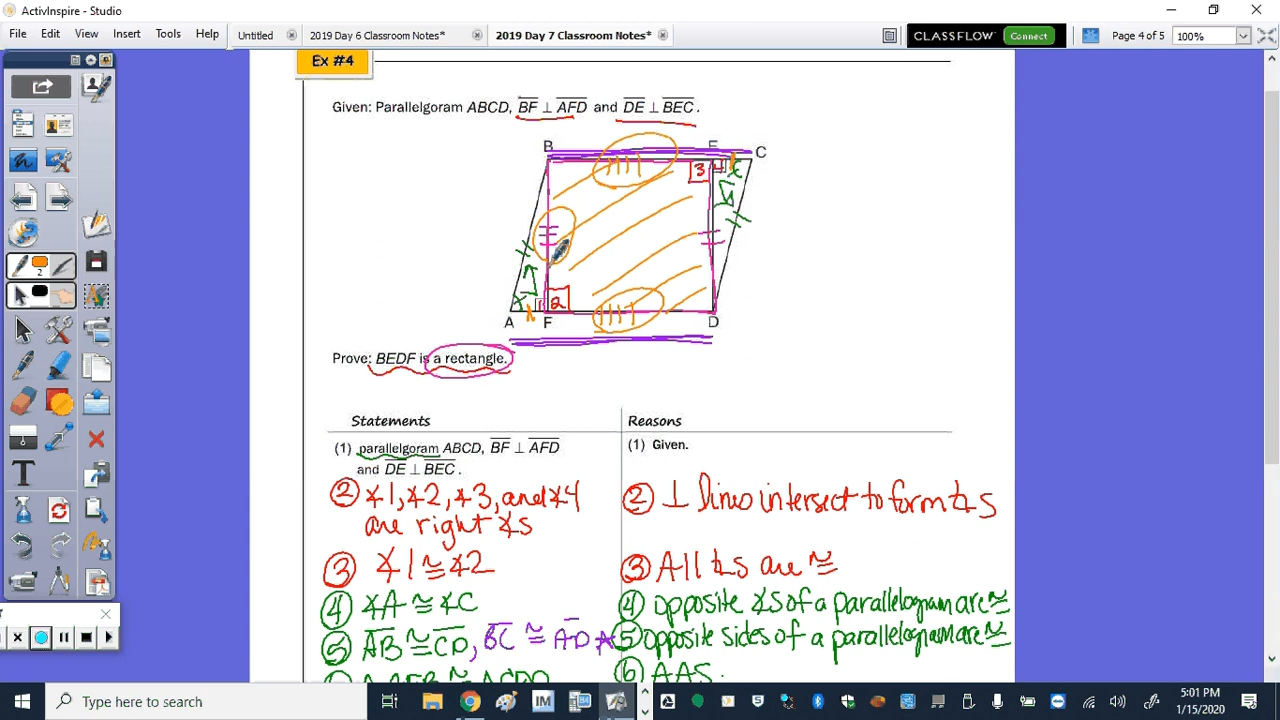 ActivInspire - Studio
File Edit View Insert Tools Help Untitled 2019 Day 6 Classroom Notes* 2019 Day 7 Classroom Notes* CLASSFLOW Connect Page 4 of 5 100%
Ex #4
Given: Parallelgoram ABCD, BF ⊥ AFD and DE ⊥ BEC.
B E C
3 4 x
x 2
A F D
Prove: BEDF is a rectangle.
Statements Reasons
(1) parallelgoram ABCD, BF ⊥ AFD (1) Given.
and DE ⊥ BEC.
② ∡1, ∡2, ∡3, and ∡4 ② ⊥ lines intersect to form ⦜s
are right ∡s
③ ∡1 ≅ ∡2 ③ All ⦜s are ≅
④ ∡A ≅ ∡C ④ opposite ∡s of a parallelogram are ≅
⑤ AB ≅ CD, BC ≅ AD * ⑤ opposite sides of a parallelogram are ≅
⑥ AAS.
Type here to search 5:01 PM
1/15/2020